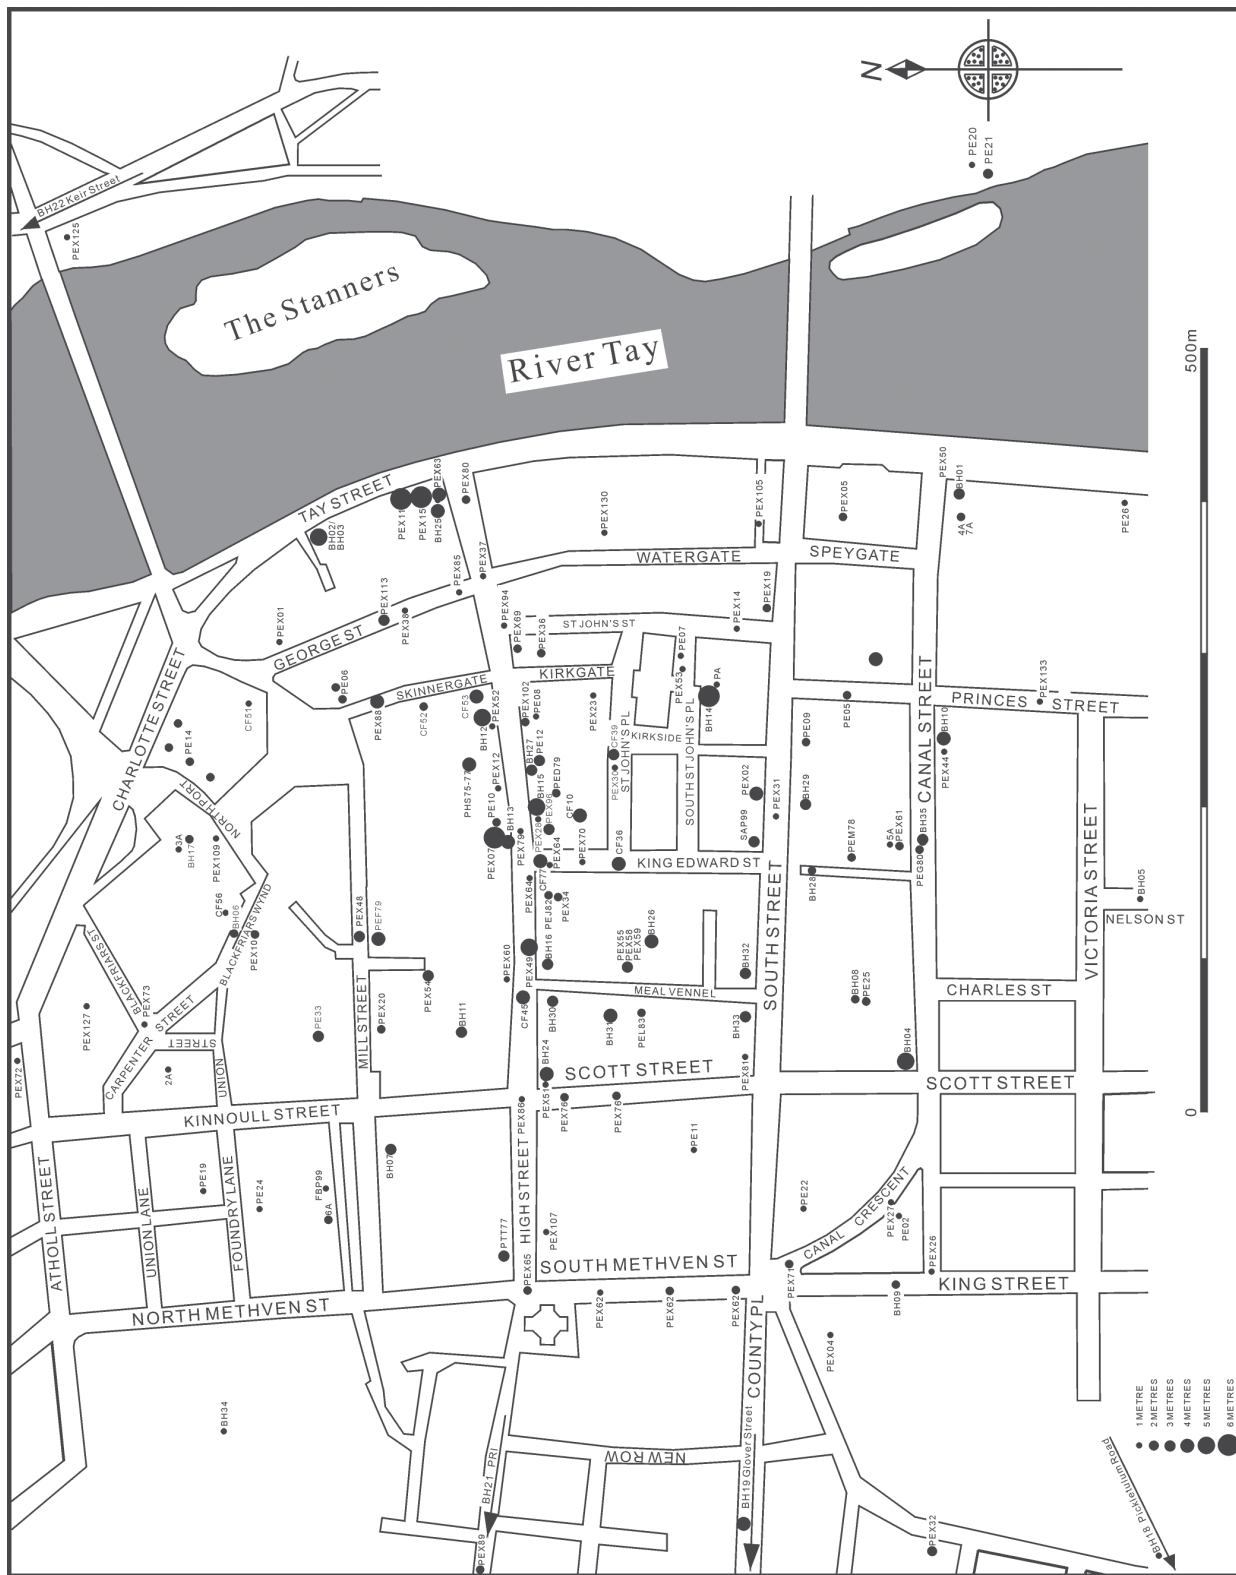 N
PE20
PE21
BH22 Keir Street
PEX125
The Stanners
River Tay
500m
0
TAY STREET
PEX11
PEX15
PEX63
BH25
PEX80
BH02/
BH03
PEX130
PEX105
PEX05
PEX50
BH01
4A
7A
PE26
WATERGATE
SPEYGATE
PEX37
PEX85
PEX113
PEX38
PEX01
GEORGE ST
PEX94
PEX69
PEX36
ST JOHN'S ST
PEX14
PEX19
PE07
PEX53
PA
BH14
CHARLOTTE STREET
PE06
SKINNERGATE
PEX88
CF52
CF53
BH12
PEX52
PEX102
PE08
KIRKGATE
PEX23
ST JOHN'S PL
KIRKSIDE
SOUTH ST JOHN'S PL
CF39
PEX30
CF51
PE14
NORTHPORT
PE05
PEX133
PRINCES STREET
CANAL STREET
BH10
PEX44
PE09
BH29
PEX31
PEX02
SAP99
PHS75-77
PEX12
PE10
BH13
PEX07
PEX79
BH27
PE12
BH15
PED79
PEX96
PEX28
CF10
PEX64
PEX70
CF77
CF36
KING EDWARD ST
3A
BH17
PEX109
CF56
BH06
PEX10
BLACKFRIARS WYND
PEX48
PEF79
PEX64
PEJ82
PEX34
PEM78
5A
PEX61
BH35
PEG80
BH28
VICTORIA STREET
BH05
NELSON ST
SOUTH STREET
BH26
PEX55
PEX58
PEX59
BH32
BH16
PEX49
PEX60
CF45
PEX54
BH11
MILL STREET
PEX20
PE33
MEAL VENNEL
BH30
BH31
PEL83
BH33
BH08
PE25
CHARLES ST
BLACKFRIARS ST
PEX73
PEX127
CARPENTER STREET
UNION STREET
PEX72
2A
BH24
PEX51
SCOTT STREET
PEX81
BH04
SCOTT STREET
PEX86
PEX76
PEX76
KINNOULL STREET
BH07
PE11
ATHOLL STREET
UNION LANE
FOUNDRY LANE
PE19
PE24
FBP99
6A
HIGH STREET
PTT77
PEX107
PE22
CANAL CRESCENT
PEX27
PE02
PEX26
SOUTH METHVEN ST
PEX65
PEX62
PEX62
PEX62
PEX71
BH09
KING STREET
NORTH METHVEN ST
COUNTY PL
PEX04
BH34
NEW ROW
BH21 PRI
BH19 Glover Street
PEX89
PEX32
BH18 Pickletullum Road
1 METRE
2 METRES
3 METRES
4 METRES
5 METRES
6 METRES